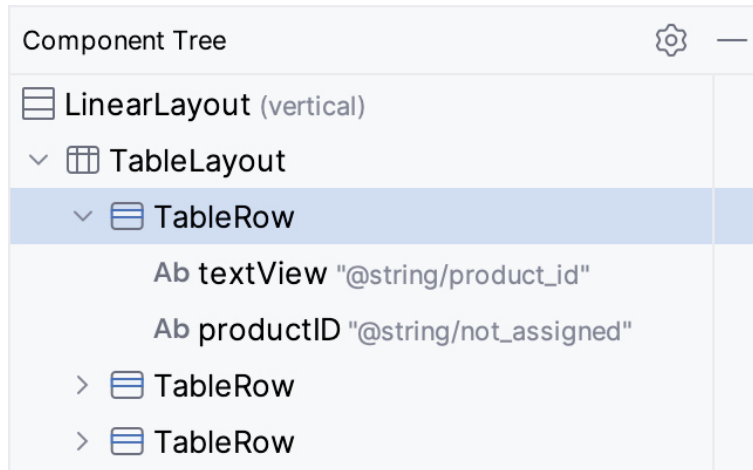 Component Tree
LinearLayout (vertical)
TableLayout
TableRow
Ab textView "@string/product_id"
Ab productID "@string/not_assigned"
TableRow
TableRow